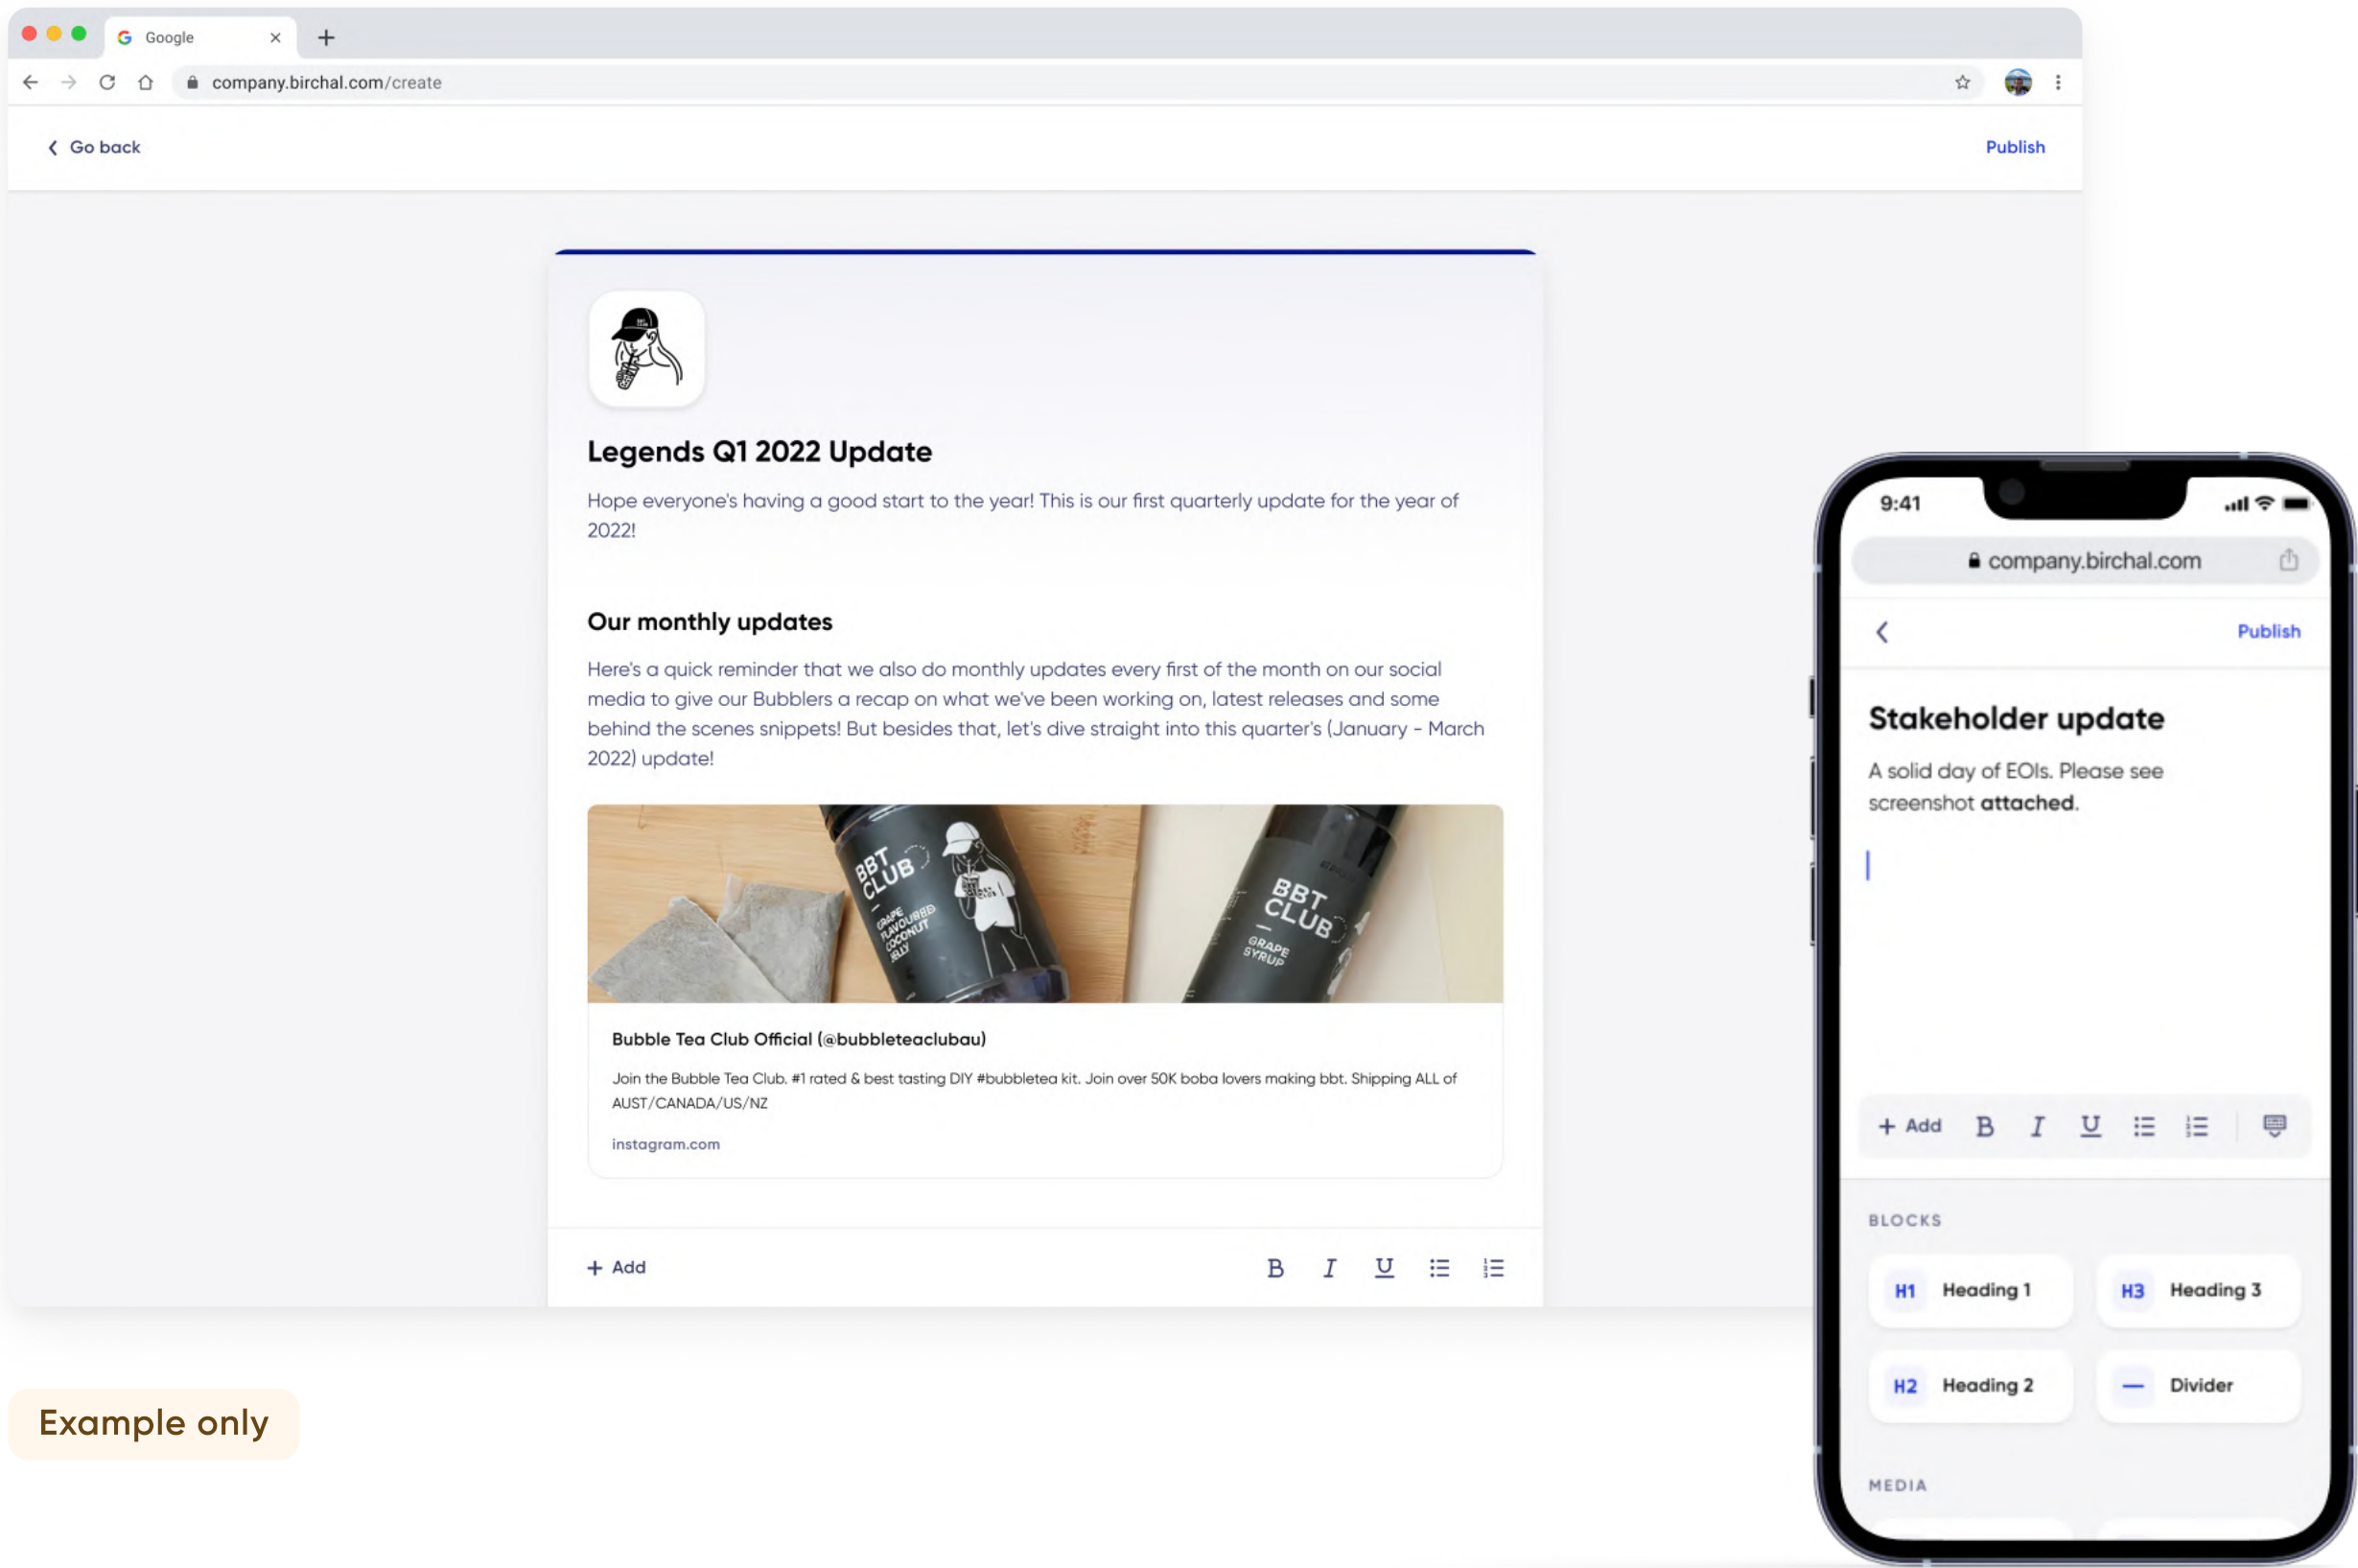 Google
company.birchal.com/create
Go back
Publish
Legends Q1 2022 Update
Hope everyone's having a good start to the year! This is our first quarterly update for the year of
2022!
Our monthly updates
Here's a quick reminder that we also do monthly updates every first of the month on our social
media to give our Bubblers a recap on what we've been working on, latest releases and some
behind the scenes snippets! But besides that, let's dive straight into this quarter's (January - March
2022) update!
BBT
CLUB
GRAPE
FLAVOURED
COCONUT
JELLY
BBT
CLUB
GRAPE
SYRUP
Bubble Tea Club Official (@bubbleteaclubau)
Join the Bubble Tea Club. #1 rated & best tasting DIY #bubbletea kit. Join over 50K boba lovers making bbt. Shipping ALL of
AUST/CANADA/US/NZ
instagram.com
+ Add
B I U
Example only
9:41
company.birchal.com
Publish
Stakeholder update
A solid day of EOIs. Please see
screenshot attached.
+ Add B I U
BLOCKS
H1 Heading 1
H3 Heading 3
H2 Heading 2
Divider
MEDIA